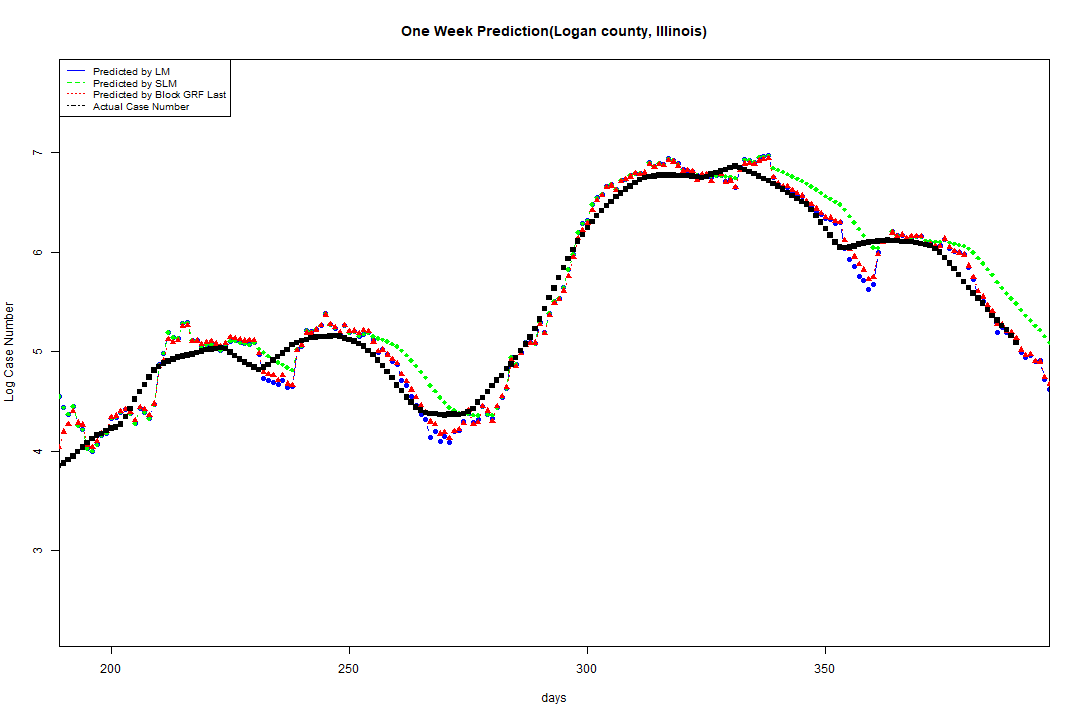 One Week Prediction(Logan county, Illinois)
Predicted by LM
Predicted by SLM
Predicted by Block GRF Last
Actual Case Number
7
6
5
4
3
Log Case Number
200 250 300 350
days